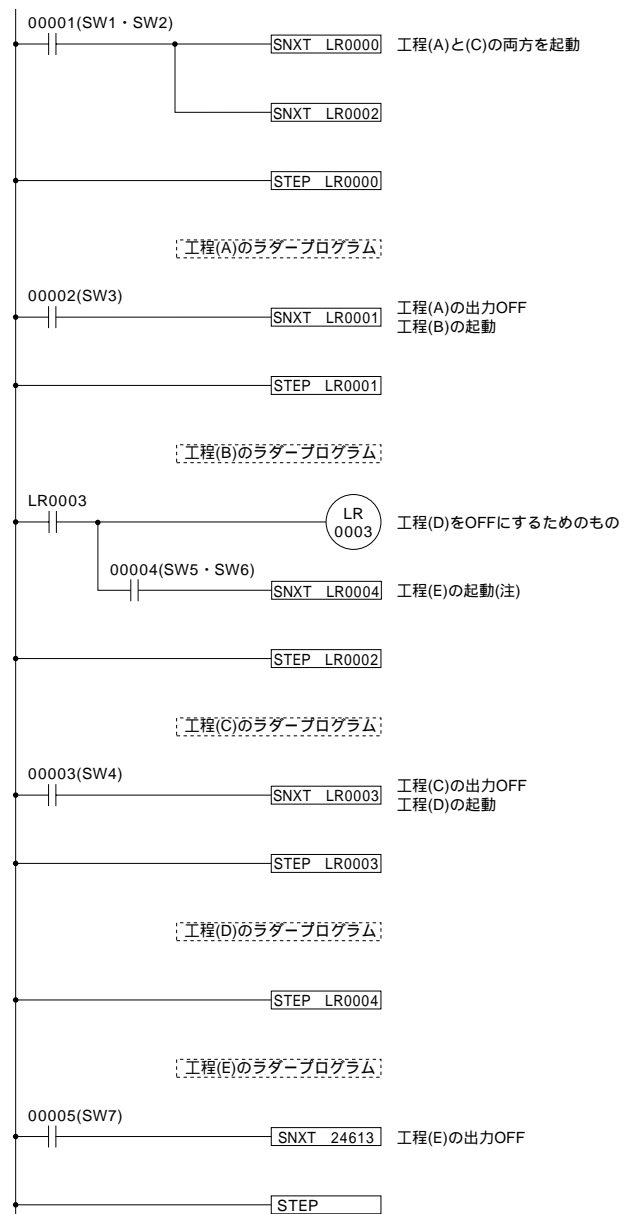 00001(SW1・SW2)
SNXT LR0000 工程(A)と(C)の両方を起動
SNXT LR0002
STEP LR0000
工程(A)のラダープログラム
00002(SW3)
SNXT LR0001
工程(A)の出力OFF
工程(B)の起動
STEP LR0001
工程(B)のラダープログラム
LR0003
LR
0003
工程(D)をOFFにするためのもの
00004(SW5・SW6)
SNXT LR0004 工程(E)の起動(注)
STEP LR0002
工程(C)のラダープログラム
00003(SW4)
SNXT LR0003
工程(C)の出力OFF
工程(D)の起動
STEP LR0003
工程(D)のラダープログラム
STEP LR0004
工程(E)のラダープログラム
00005(SW7)
SNXT 24613 工程(E)の出力OFF
STEP